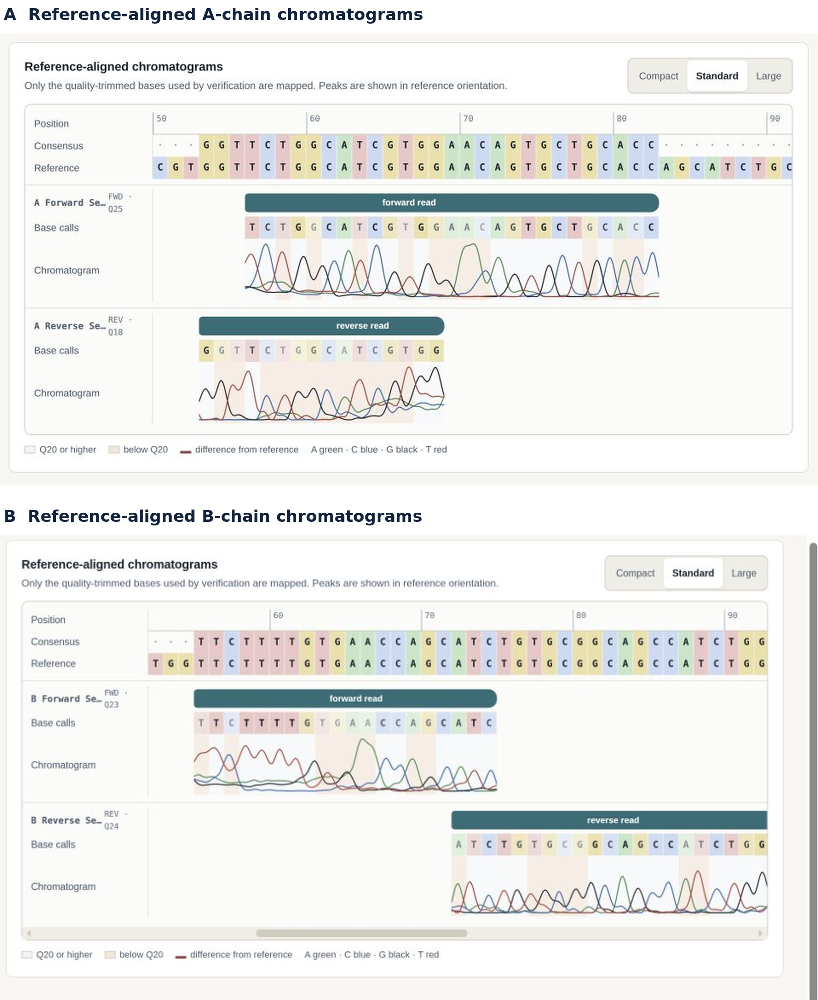 A Reference-aligned A-chain chromatograms
Reference-aligned chromatograms
Only the quality-trimmed bases used by verification are mapped. Peaks are shown in reference orientation.
Compact Standard Large
Position 50 60 70 80 90
Consensus · · · G G T T C T G G C A T C G T G G A A C A G T G C T G C A C C · · · · · · · · ·
Reference C G T G G T T C T G G C A T C G T G G A A C A G T G C T G C A C C A G C A T C T G C
A Forward Se… FWD · Q25
forward read
Base calls T C T G G C A T C G T G G A A C A G T G C T G C A C C
Chromatogram
A Reverse Se… REV · Q18
reverse read
Base calls G G T T C T G G C A T C G T G G
Chromatogram
Q20 or higher below Q20 difference from reference A green · C blue · G black · T red
B Reference-aligned B-chain chromatograms
Reference-aligned chromatograms
Only the quality-trimmed bases used by verification are mapped. Peaks are shown in reference orientation.
Compact Standard Large
Position 60 70 80 90
Consensus · · · T T C T T T T G T G A A C C A G C A T C T G T G C G G C A G C C A T C T G G
Reference T G G T T C T T T T G T G A A C C A G C A T C T G T G C G G C A G C C A T C T G G
B Forward Se… FWD · Q23
forward read
Base calls T T C T T T T G T G A A C C A G C A T C
Chromatogram
B Reverse Se… REV · Q24
reverse read
Base calls A T C T G T G C G G C A G C C A T C T G G
Chromatogram
Q20 or higher below Q20 difference from reference A green · C blue · G black · T red